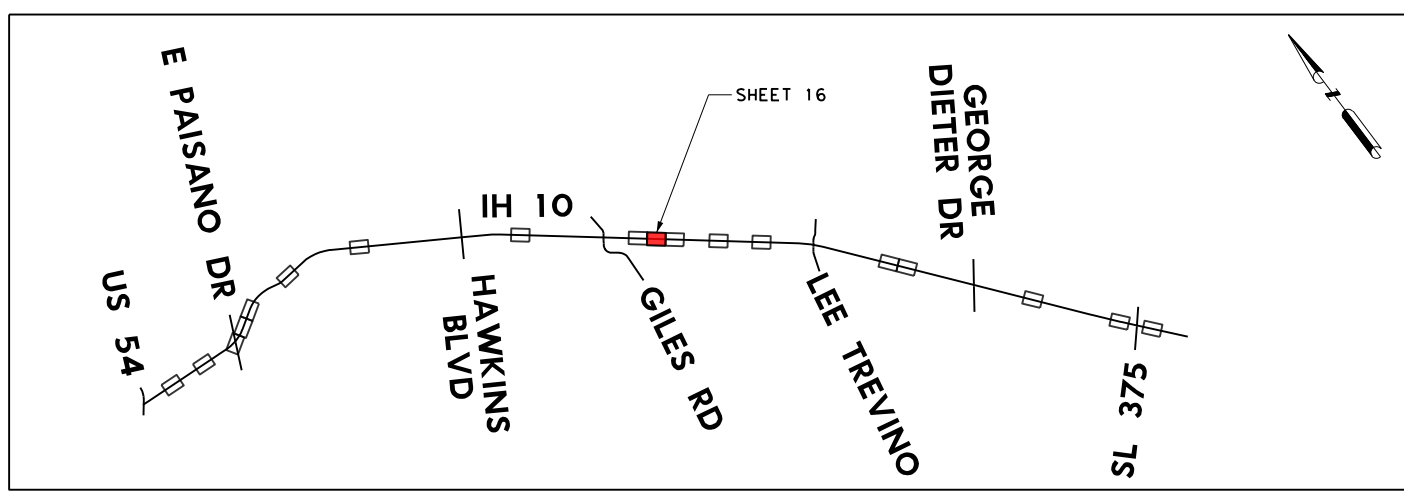 E PAISANO DR
US 54
IH 10
HAWKINS
BLVD
GILES RD
SHEET 16
LEE TREVINO
GEORGE
DIETER DR
SL 375
N